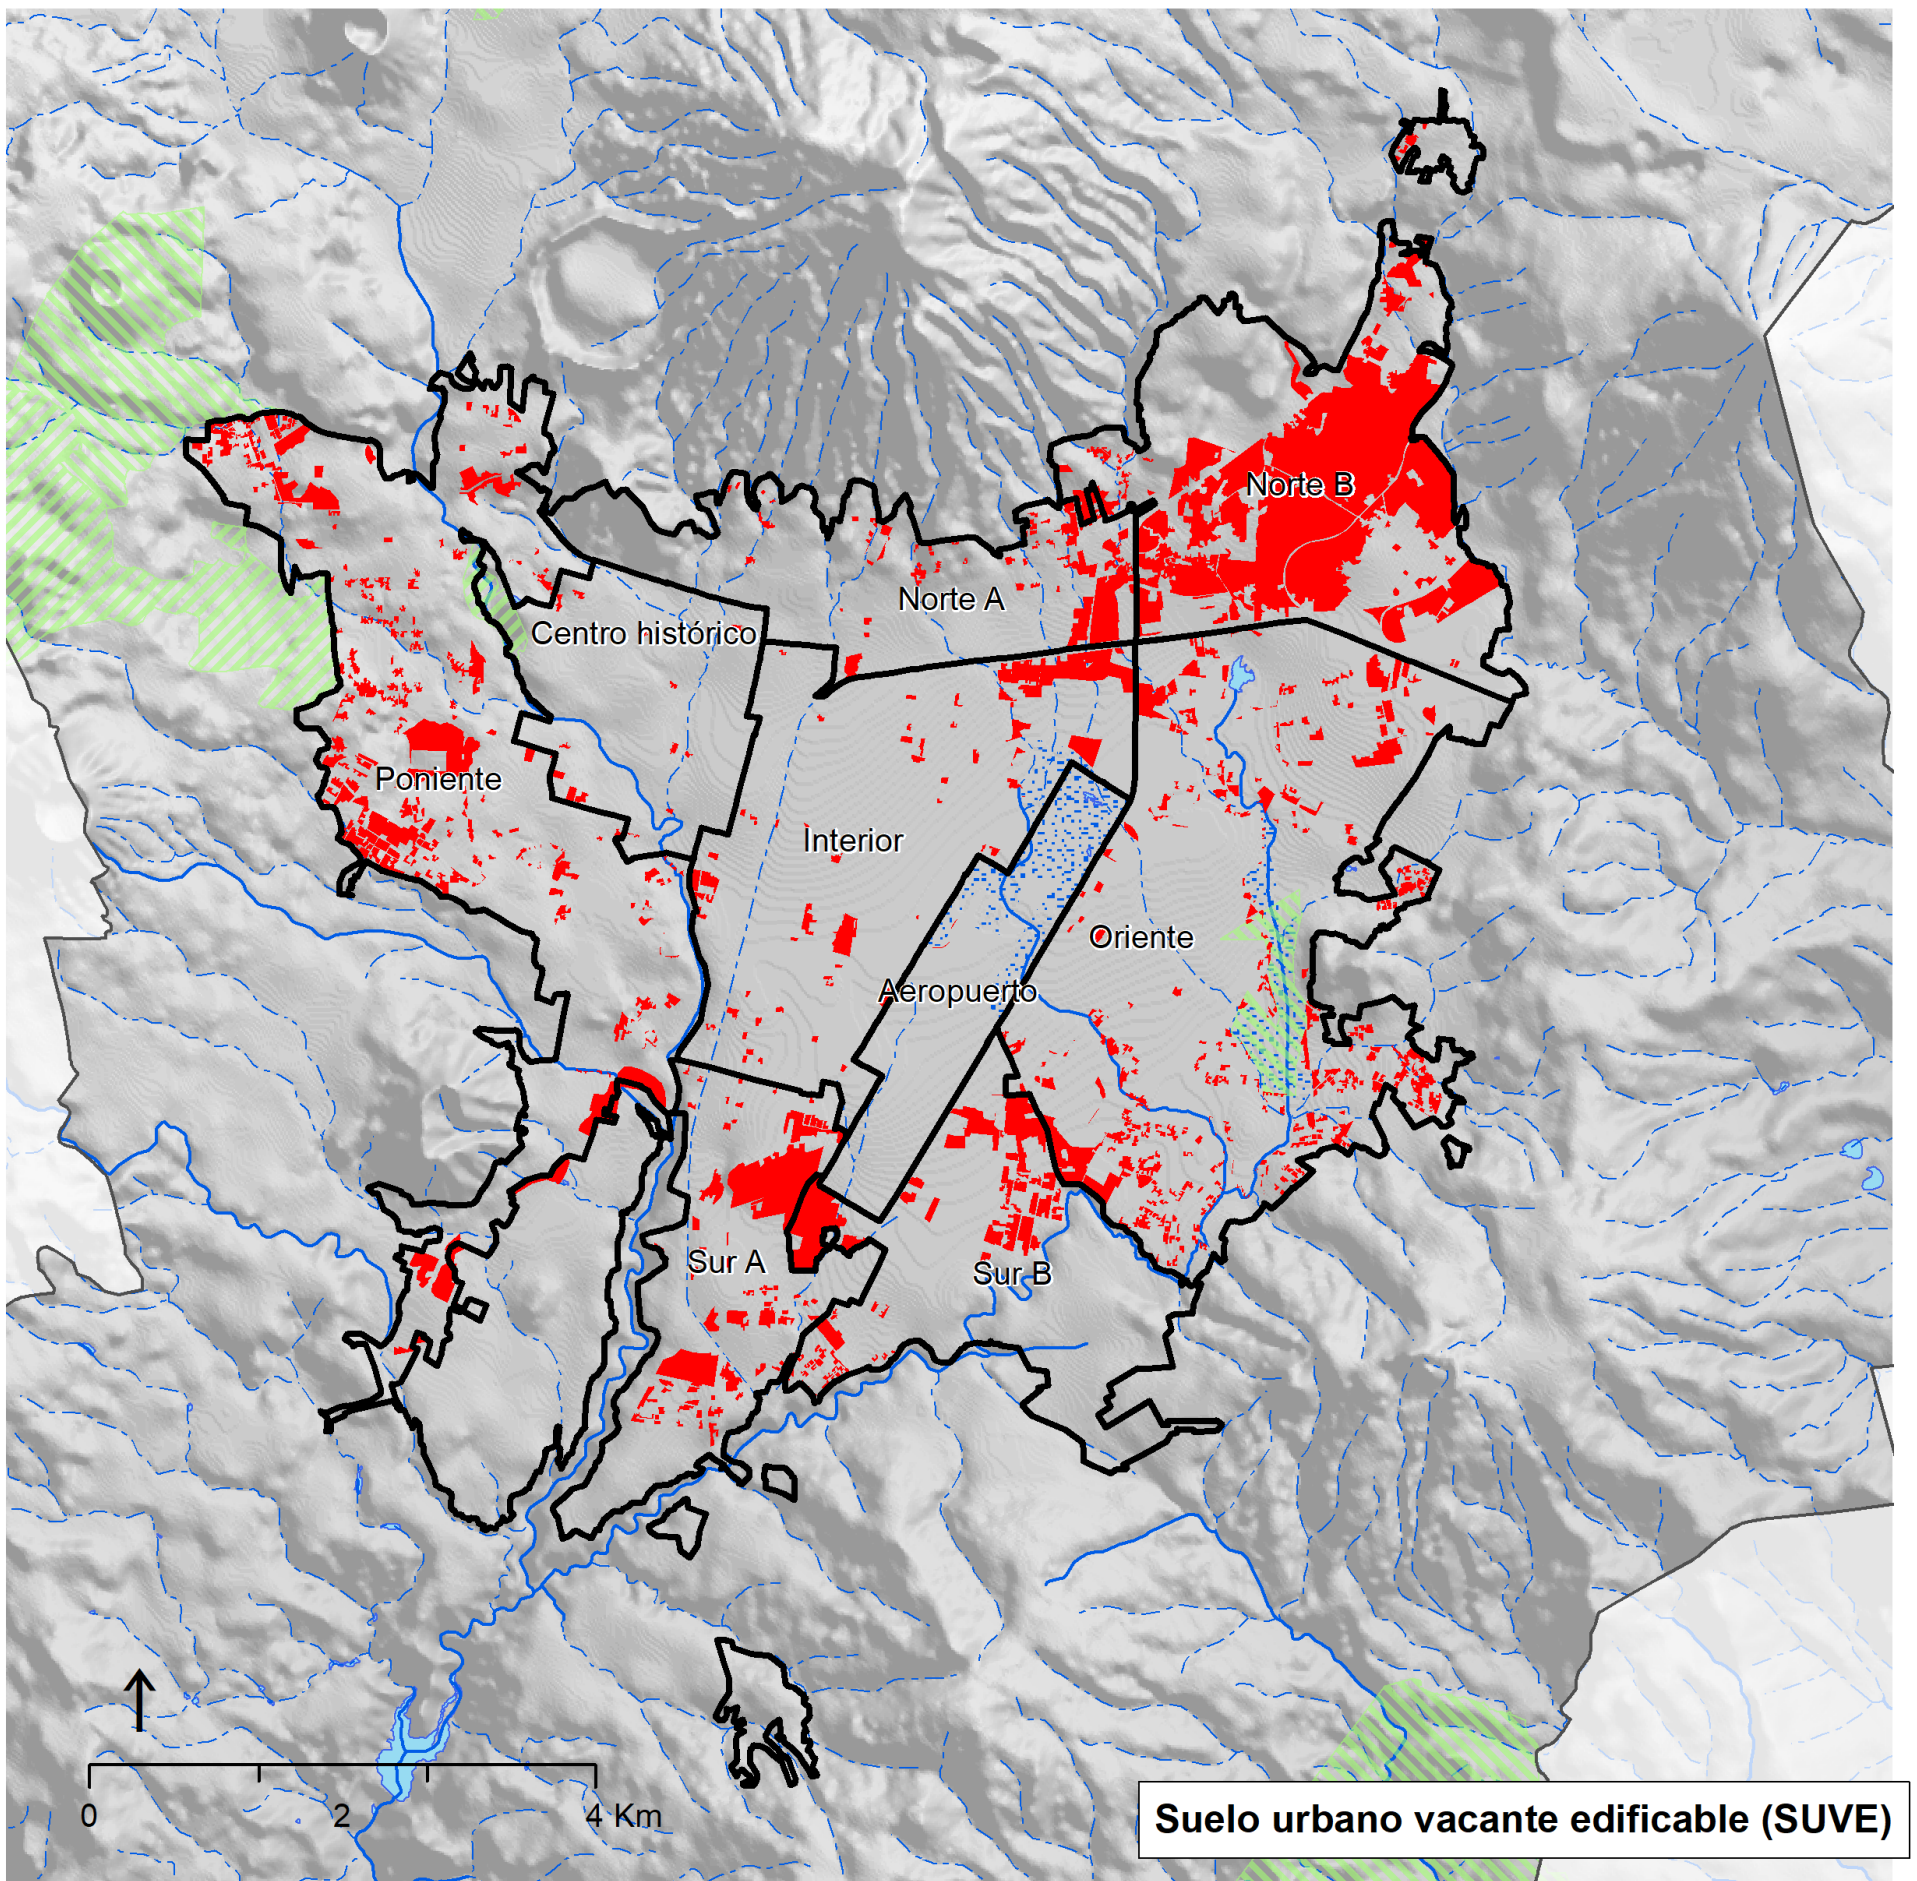 Norte B
Norte A
Centro histórico
Poniente
Interior
Oriente
Aeropuerto
Sur A
Sur B
0 2 4 Km
Suelo urbano vacante edificable (SUVE)